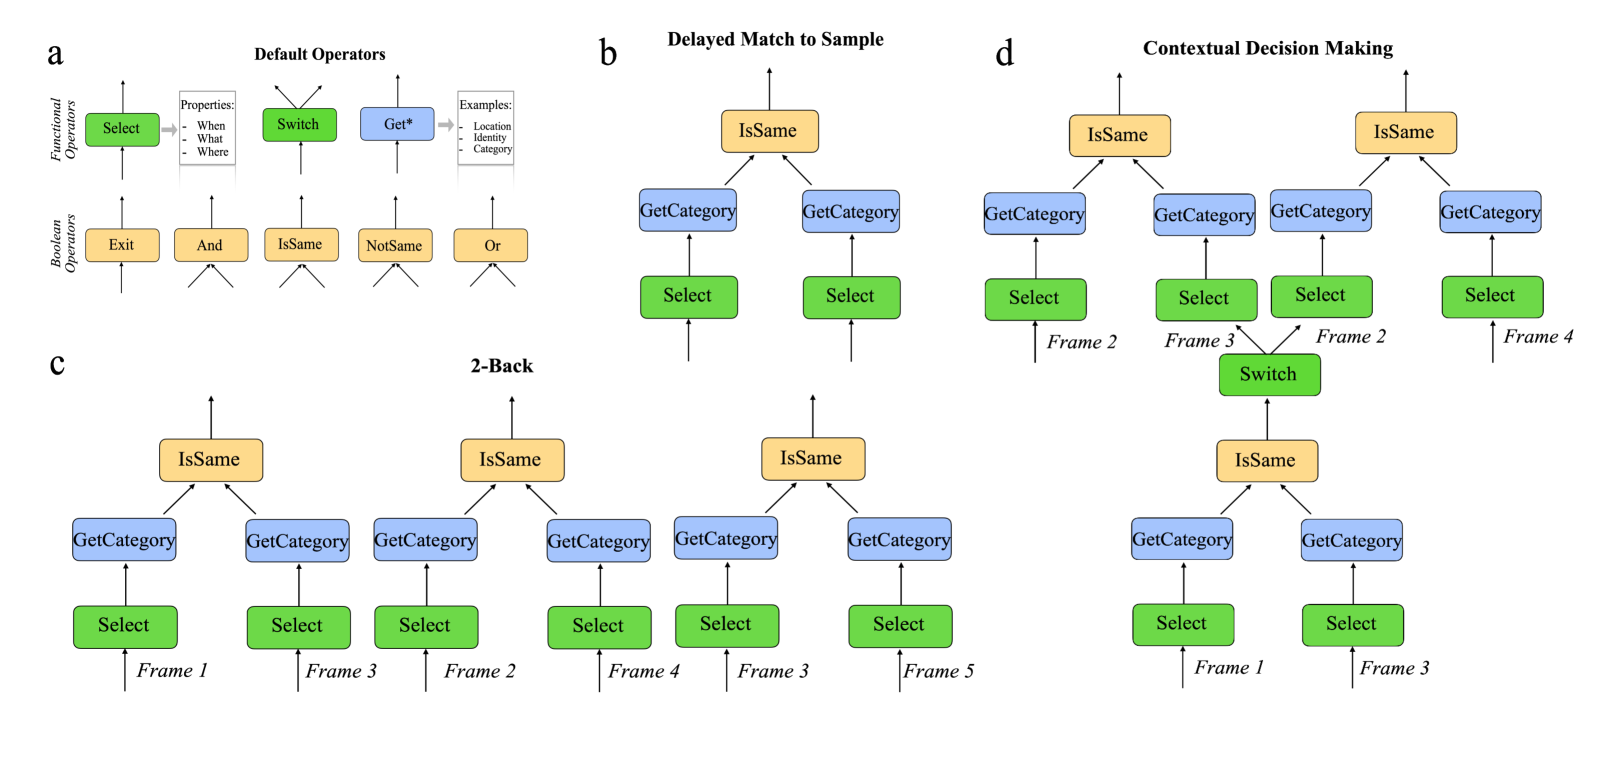 a
Default Operators
Functional
Operators
Select
Properties:
- When
- What
- Where
Switch
Get*
Examples:
- Location
- Identity
- Category
Boolean
Operators
Exit
And
IsSame
NotSame
Or
b
Delayed Match to Sample
IsSame
GetCategory
GetCategory
Select
Select
c
2-Back
IsSame
IsSame
IsSame
GetCategory
GetCategory
GetCategory
GetCategory
GetCategory
GetCategory
Select
Select
Select
Select
Select
Select
Frame 1
Frame 3
Frame 2
Frame 4
Frame 3
Frame 5
d
Contextual Decision Making
IsSame
IsSame
GetCategory
GetCategory
GetCategory
GetCategory
Select
Select
Select
Select
Frame 2
Frame 3
Frame 2
Frame 4
Switch
IsSame
GetCategory
GetCategory
Select
Select
Frame 1
Frame 3